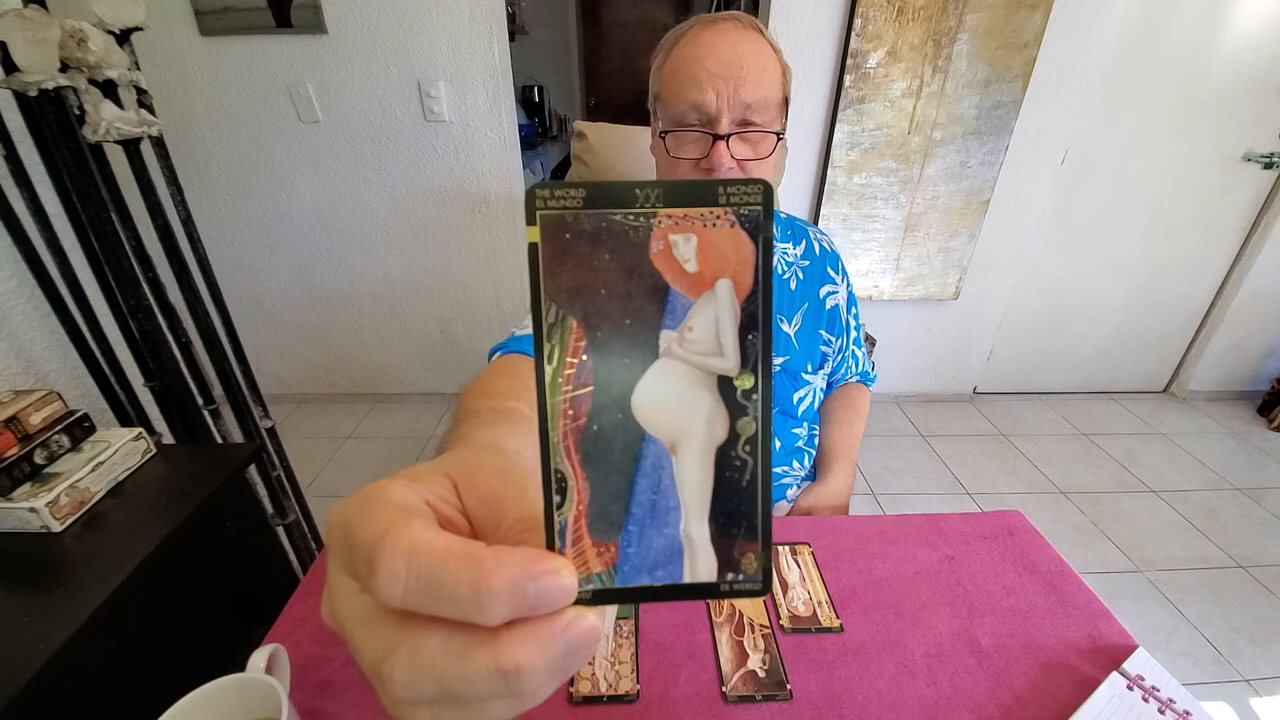 THE WORLD
EL MUNDO
XXI
IL MONDO
LE MONDE
DE WERELD